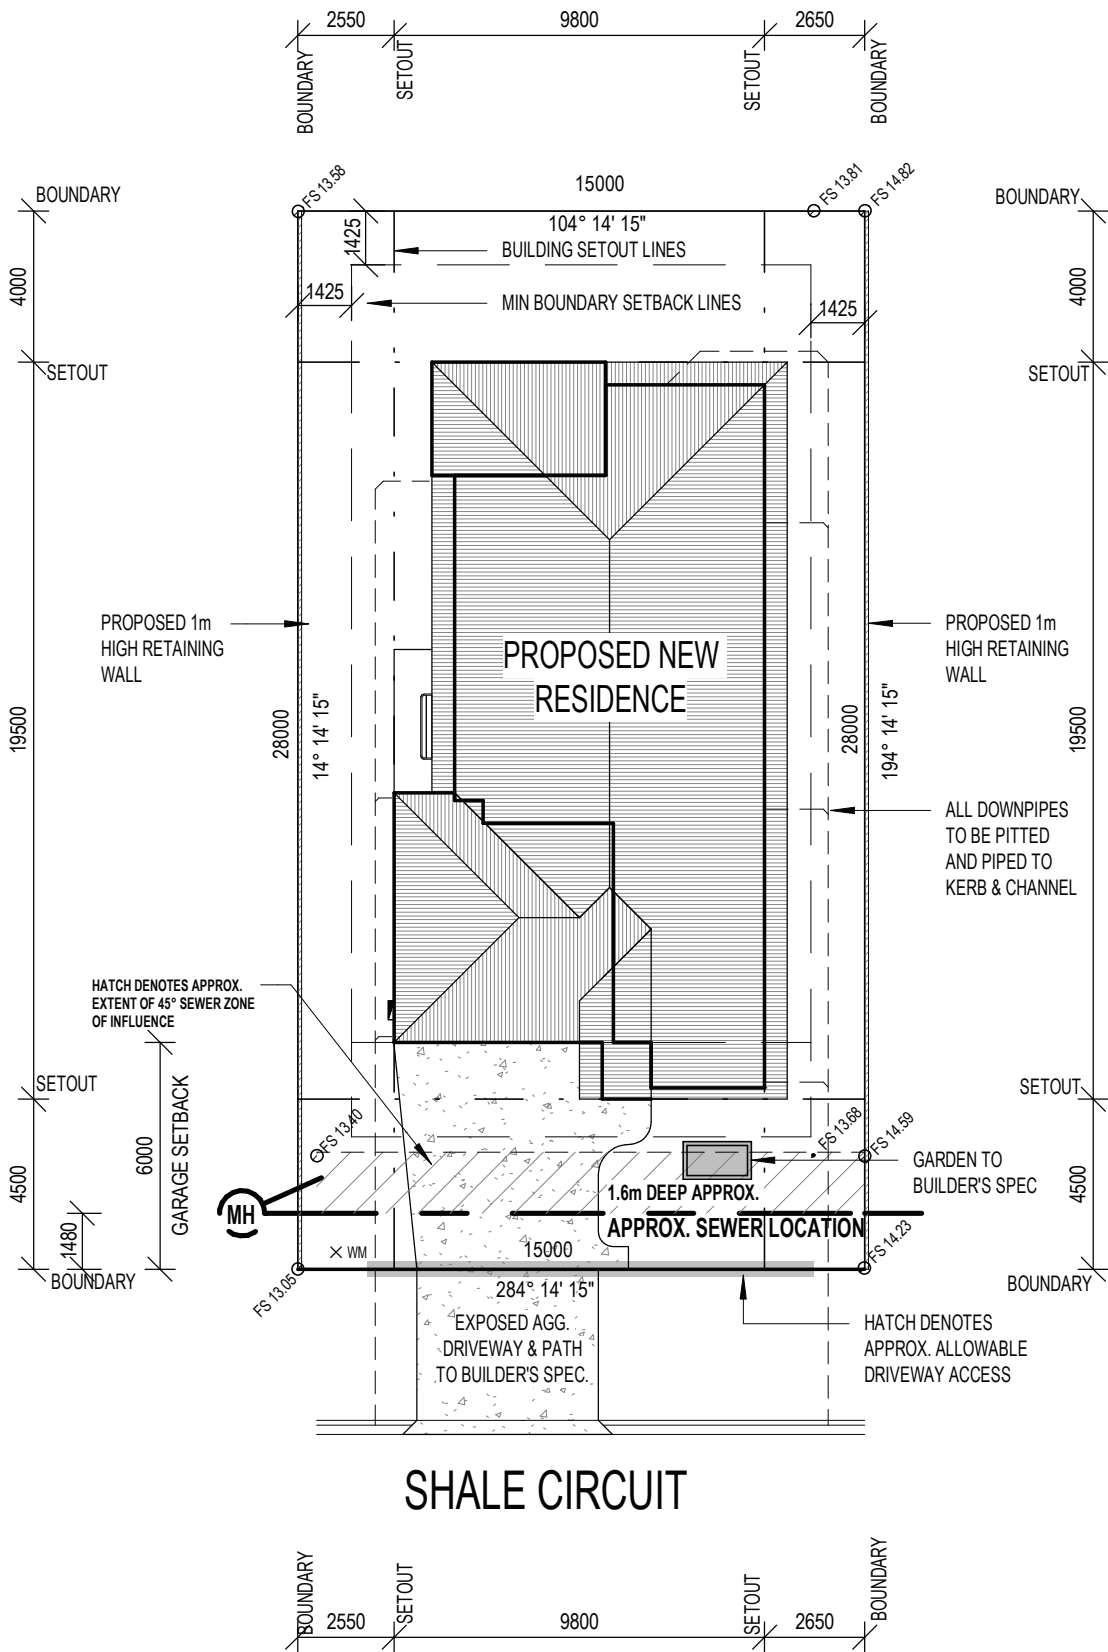 2550
9800
2650
BOUNDARY
SETOUT
SETOUT
BOUNDARY
BOUNDARY
FS 13.58
15000
FS 13.81
FS 14.82
BOUNDARY
104° 14' 15"
1425
BUILDING SETOUT LINES
4000
4000
1425
MIN BOUNDARY SETBACK LINES
1425
SETOUT
SETOUT
PROPOSED 1m
HIGH RETAINING
WALL
PROPOSED NEW
RESIDENCE
PROPOSED 1m
HIGH RETAINING
WALL
19500
28000
14° 14' 15"
28000
194° 14' 15"
19500
ALL DOWNPIPES
TO BE PITTED
AND PIPED TO
KERB & CHANNEL
HATCH DENOTES APPROX.
EXTENT OF 45° SEWER ZONE
OF INFLUENCE
SETOUT
SETOUT
GARAGE SETBACK
6000
4500
1480
FS 13.40
FS 13.68
FS 14.59
4500
GARDEN TO
BUILDER'S SPEC
1.6m DEEP APPROX.
MH
APPROX. SEWER LOCATION
WM
15000
FS 14.23
BOUNDARY
FS 13.05
BOUNDARY
284° 14' 15"
EXPOSED AGG.
DRIVEWAY & PATH
TO BUILDER'S SPEC.
HATCH DENOTES
APPROX. ALLOWABLE
DRIVEWAY ACCESS
SHALE CIRCUIT
BOUNDARY
SETOUT
SETOUT
BOUNDARY
2550
9800
2650